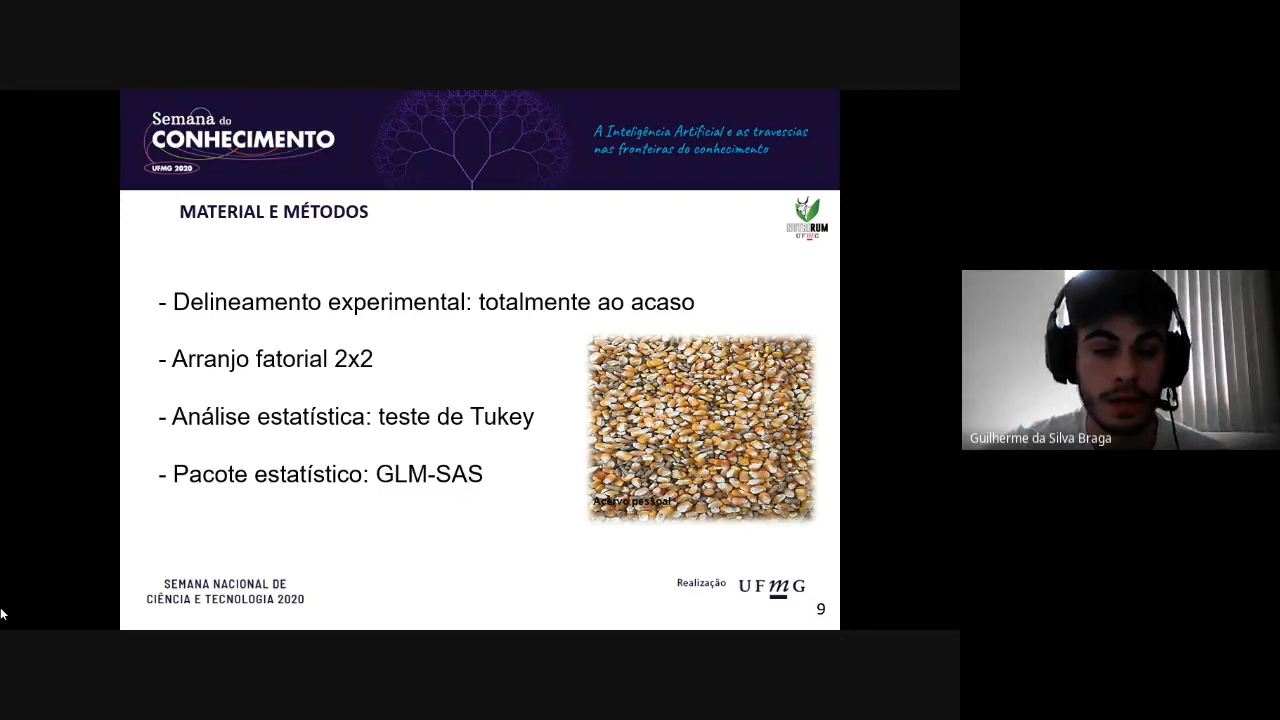 Semana do
CONHECIMENTO
UFMG 2020
A Inteligência Artificial e as travessias
nas fronteiras do conhecimento
MATERIAL E MÉTODOS
NUTRIRUM
UFmG
- Delineamento experimental: totalmente ao acaso
- Arranjo fatorial 2x2
- Análise estatística: teste de Tukey
- Pacote estatístico: GLM-SAS
Acervo pessoal
SEMANA NACIONAL DE
CIÊNCIA E TECNOLOGIA 2020
Realização
UFmG
9
Guilherme da Silva Braga